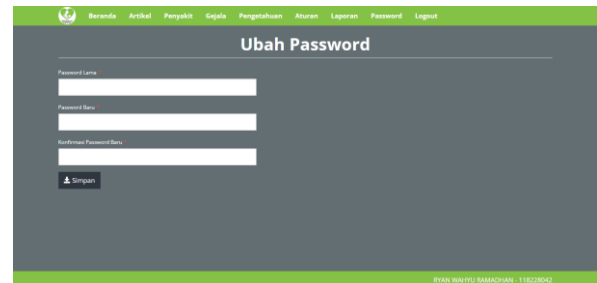 Beranda Artikel Penyakit Gejala Pengetahuan Aturan Laporan Password Logout
Ubah Password
Password Lama *
Password Baru *
Konfirmasi Password Baru *
Simpan
RYAN WAHYU RAMADHAN - 118228042